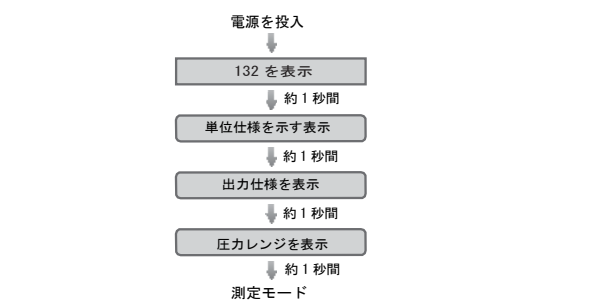 電源を投入
132 を表示
約 1 秒間
単位仕様を示す表示
約 1 秒間
出力仕様を表示
約 1 秒間
圧力レンジを表示
約 1 秒間
測定モード